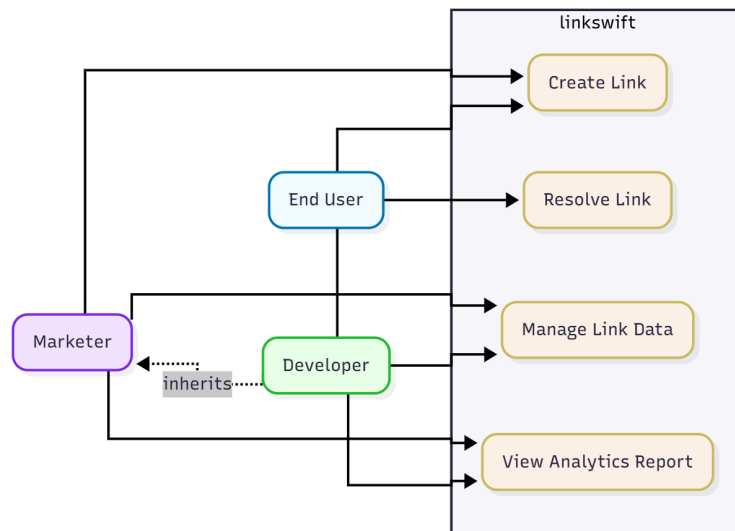 linkswift
Create Link
End User
Resolve Link
Marketer
Manage Link Data
Developer
inherits
View Analytics Report